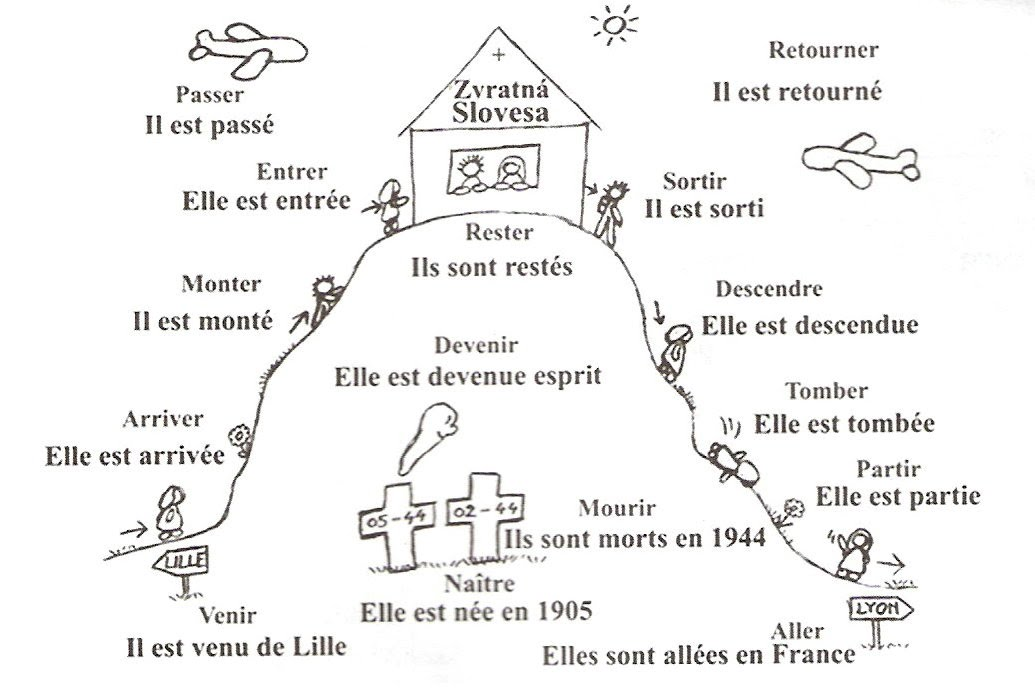 Passer
Il est passé
Retourner
Il est retourné
+
Zvratná
Slovesa
Entrer
Elle est entrée
Sortir
Il est sorti
Rester
Ils sont restés
Monter
Il est monté
Descendre
Elle est descendue
Devenir
Elle est devenue esprit
Tomber
Elle est tombée
Arriver
Elle est arrivée
Partir
Elle est partie
05-44
02-44
Mourir
Ils sont morts en 1944
LILLE
Naître
Elle est née en 1905
Venir
Il est venu de Lille
LYON
Aller
Elles sont allées en France